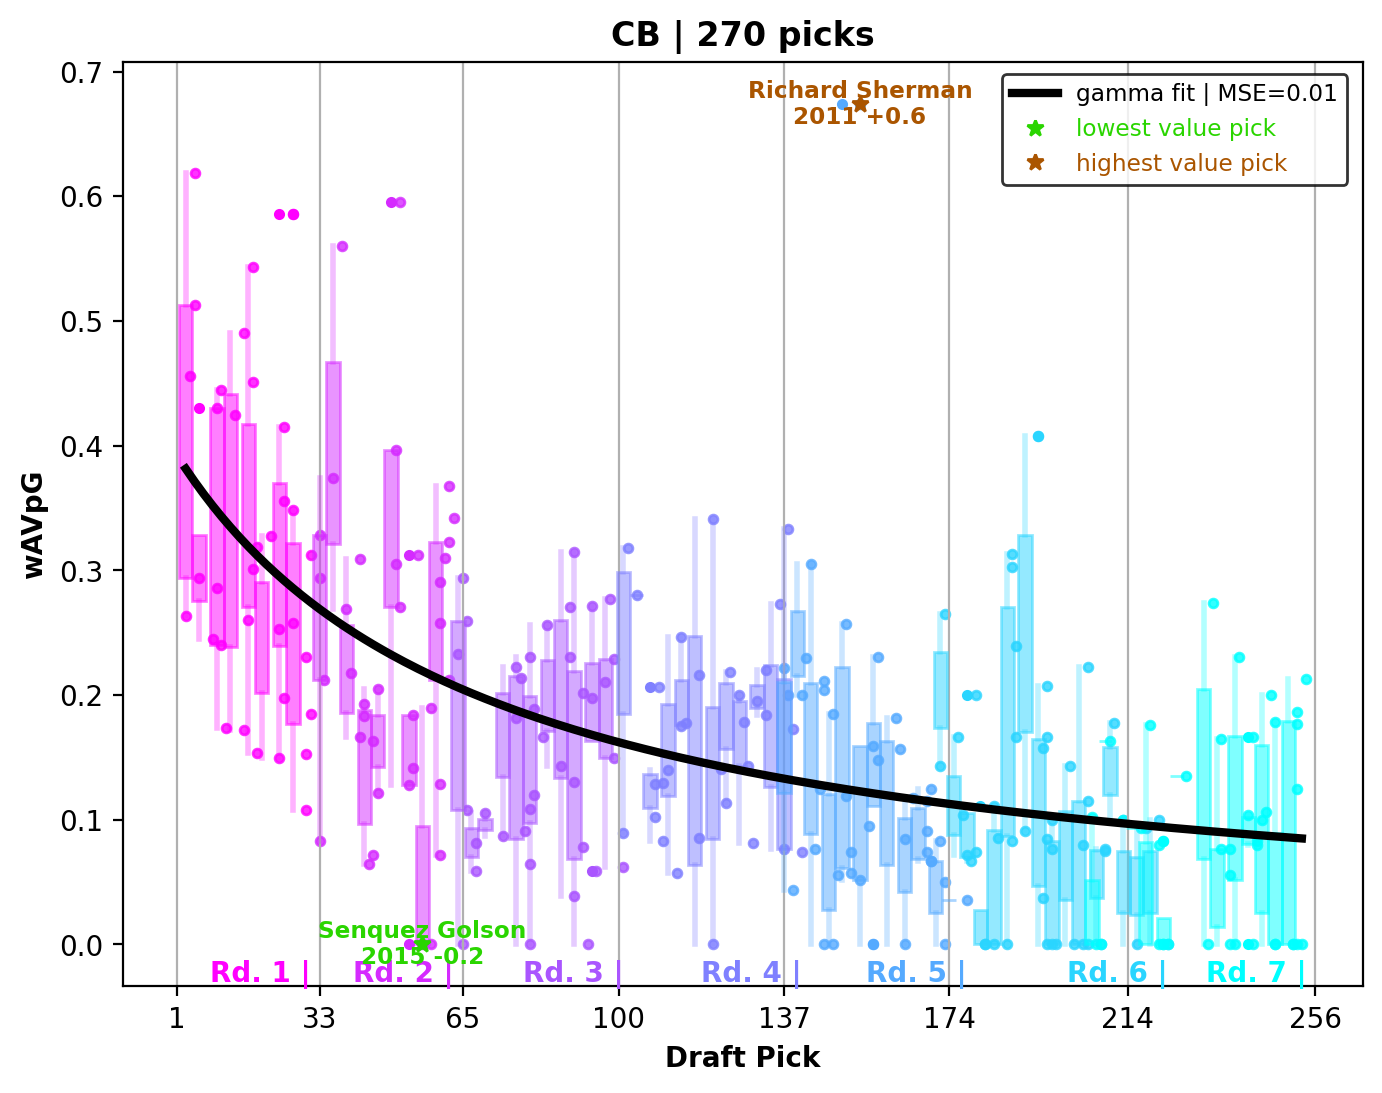 CB | 270 picks
0.7
0.6
0.5
0.4
0.3
0.2
0.1
0.0
wAVpG
Richard Sherman
2011 +0.6
gamma fit | MSE=0.01
lowest value pick
highest value pick
Senquez Golson
2015 -0.2
Rd. 1
Rd. 2
Rd. 3
Rd. 4
Rd. 5
Rd. 6
Rd. 7
1
33
65
100
137
174
214
256
Draft Pick